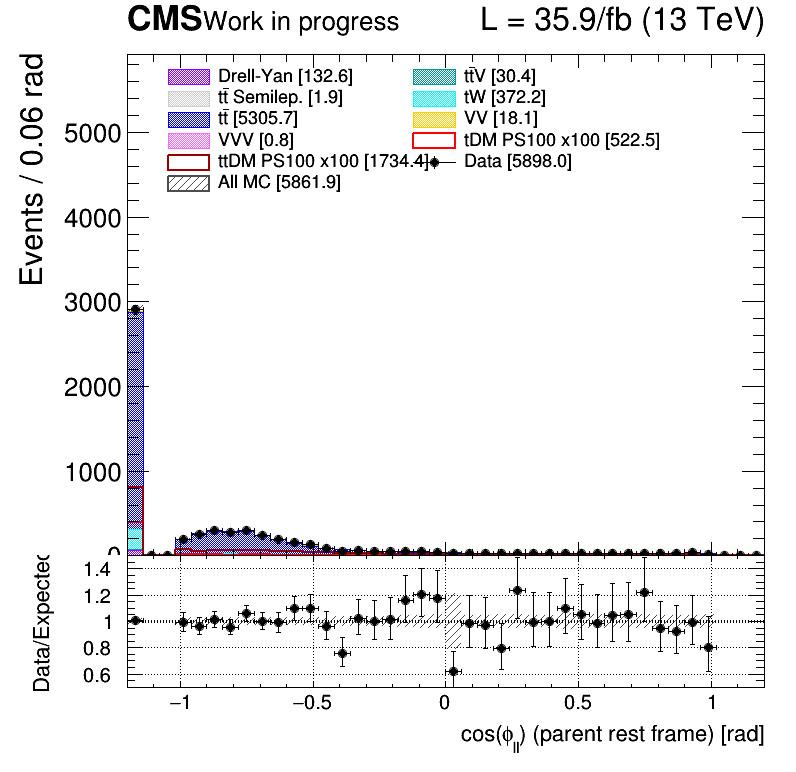 CMS Work in progress L = 35.9/fb (13 TeV)
Events / 0.06 rad
Drell-Yan [132.6] tt̄V [30.4]
tt̄ Semilep. [1.9] tW [372.2]
tt̄ [5305.7] VV [18.1]
VVV [0.8] tDM PS100 x100 [522.5]
ttDM PS100 x100 [1734.4] Data [5898.0]
All MC [5861.9]
5000
4000
3000
2000
1000
0
Data/Expected
1.4
1.2
1
0.8
0.6
−1 −0.5 0 0.5 1
cos(ϕ_ll) (parent rest frame) [rad]